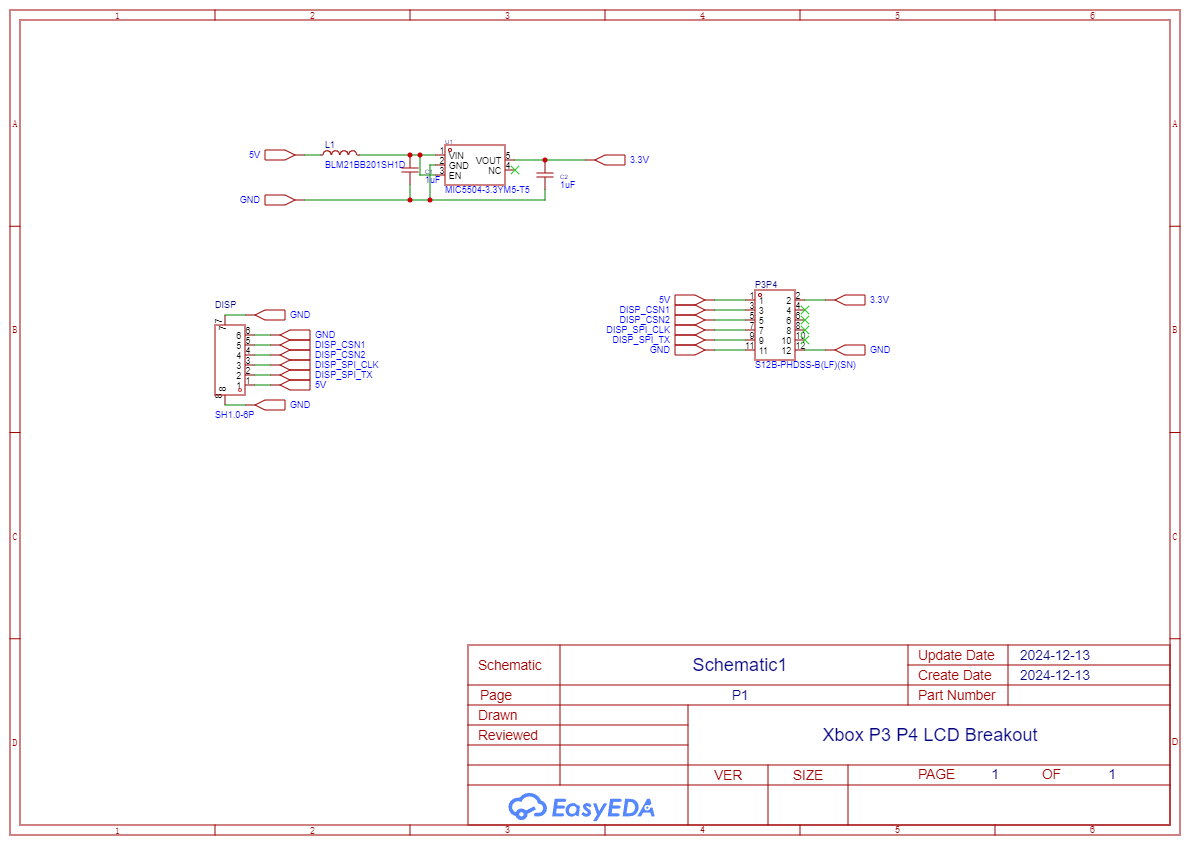 1 2 3 4 5 6
A A
L1
5V
BLM21BB201SH1D
1uF
U1
1 VIN
2 GND
3 EN
VOUT 5
NC 4
MIC5504-3.3YM5-T5
3.3V
C2
1uF
GND
B B
DISP
7 7 GND
6 6 GND
5 5 DISP_CSN1
4 4 DISP_CSN2
3 3 DISP_SPI_CLK
2 2 DISP_SPI_TX
1 1 5V
8 8 GND
SH1.0-6P
P3P4
5V 1 1 2 2 3.3V
DISP_CSN1 3 3 4 4
DISP_CSN2 5 5 6 6
DISP_SPI_CLK 7 7 8 8
DISP_SPI_TX 9 9 10 10
GND 11 11 12 12 GND
S12B-PHDSS-B(LF)(SN)
C C
D D
Schematic Schematic1 Update Date 2024-12-13
Create Date 2024-12-13
Page P1 Part Number
Drawn
Reviewed
Xbox P3 P4 LCD Breakout
VER SIZE PAGE 1 OF 1
EasyEDA
1 2 3 4 5 6